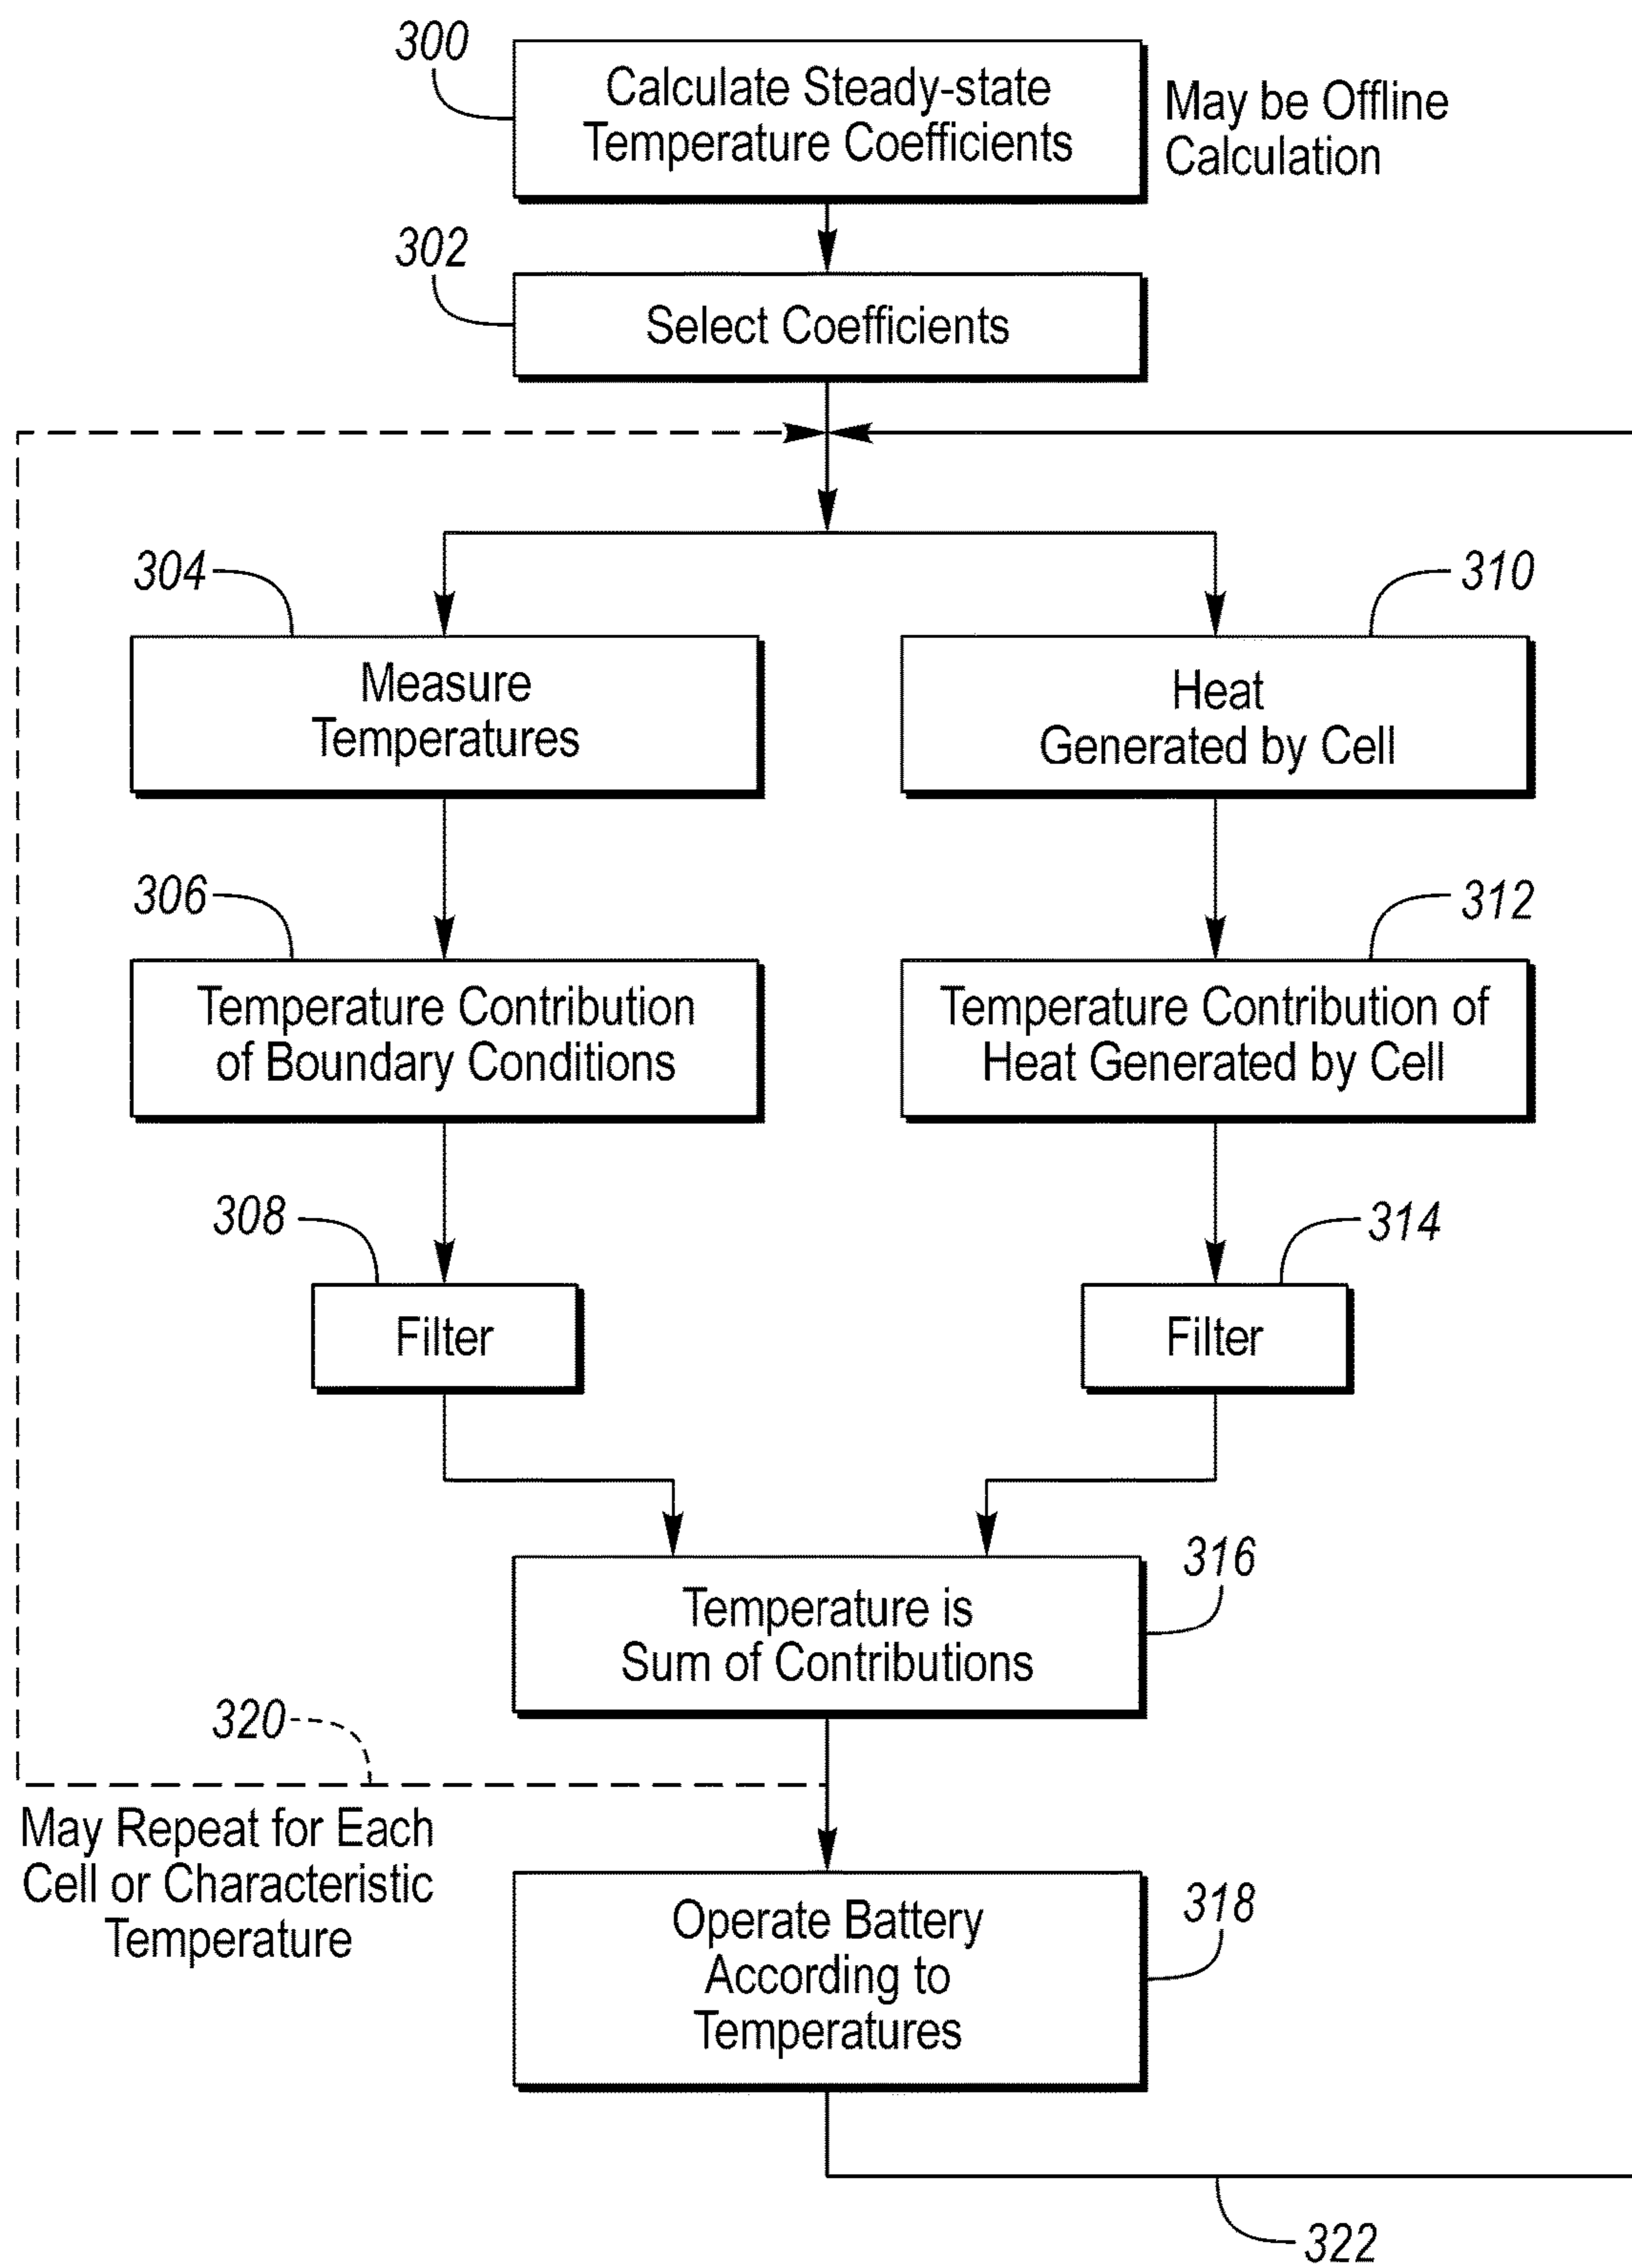 300
Calculate Steady-state
Temperature Coefficients
May be Offline
Calculation
302
Select Coefficients
304
Measure
Temperatures
310
Heat
Generated by Cell
306
Temperature Contribution
of Boundary Conditions
312
Temperature Contribution of
Heat Generated by Cell
308
Filter
314
Filter
316
Temperature is
Sum of Contributions
320
May Repeat for Each
Cell or Characteristic
Temperature
318
Operate Battery
According to
Temperatures
322